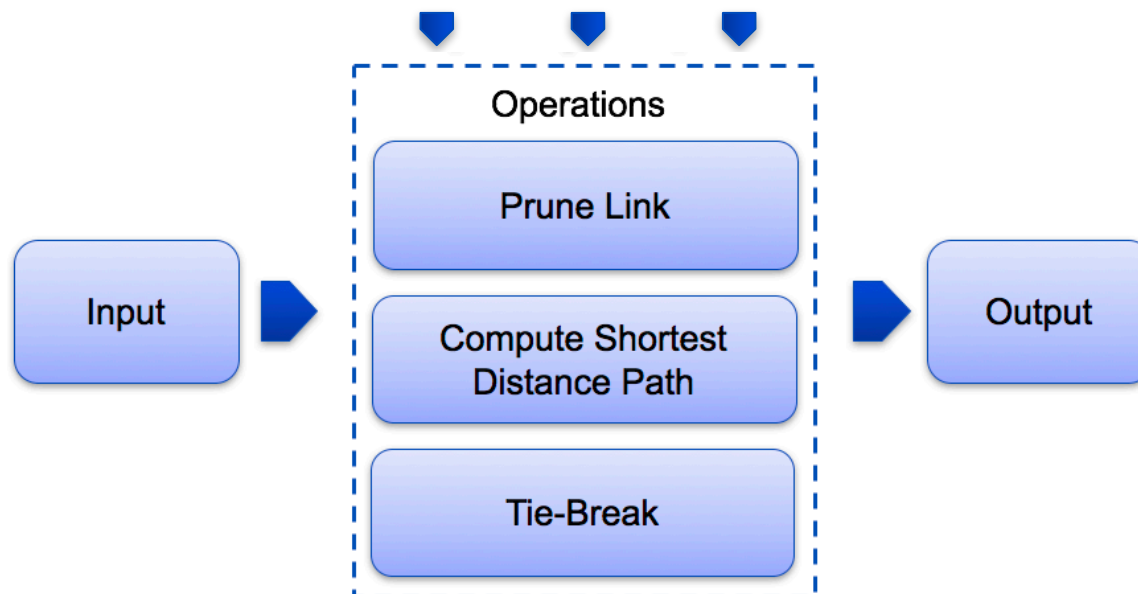 Operations
Prune Link
Input
Compute Shortest
Distance Path
Output
Tie-Break